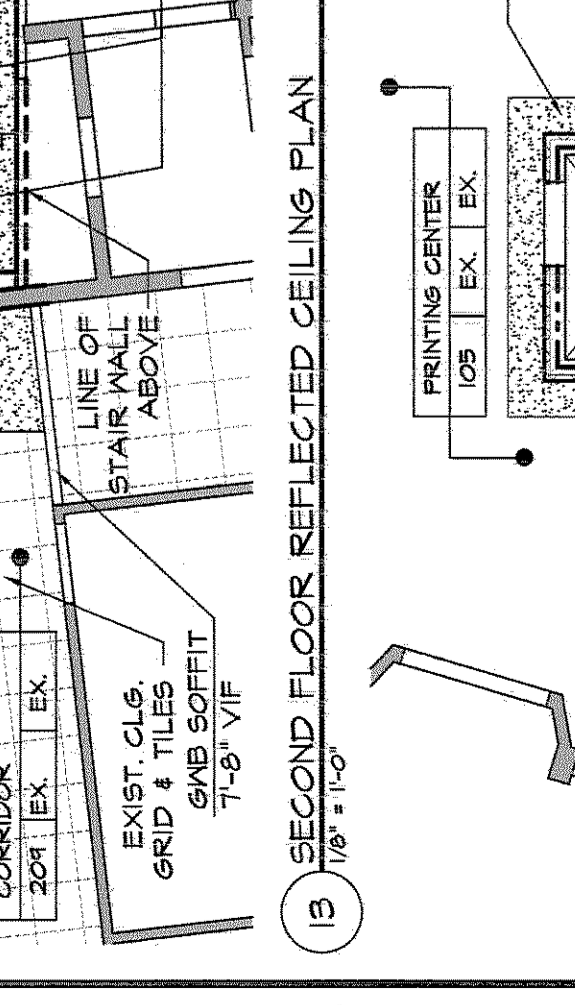 CORRIDOR
209 EX. EX.
EXIST. CLG.
GRID & TILES
GWB SOFFIT
7'-8" VIF
LINE OF
STAIR WALL
ABOVE
13
SECOND FLOOR REFLECTED CEILING PLAN
1/8" = 1'-0"
PRINTING CENTER
105 EX. EX.